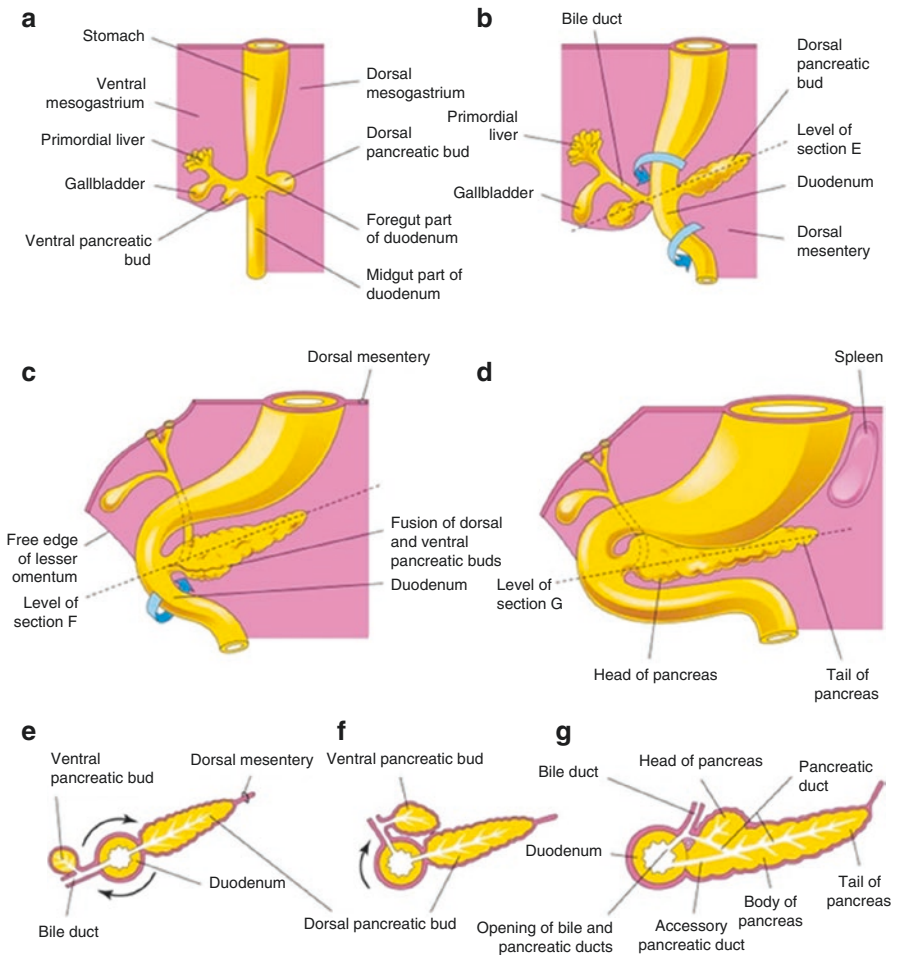 a
Stomach
Ventral
mesogastrium
Primordial liver
Gallbladder
Ventral pancreatic
bud
Dorsal
mesogastrium
Dorsal
pancreatic bud
Foregut part
of duodenum
Midgut part of
duodenum
b
Bile duct
Primordial
liver
Gallbladder
Dorsal
pancreatic
bud
Level of
section E
Duodenum
Dorsal
mesentery
c
Dorsal mesentery
Free edge
of lesser
omentum
Level of
section F
Fusion of dorsal
and ventral
pancreatic buds
Duodenum
d
Spleen
Level of
section G
Head of pancreas
Tail of
pancreas
e
Ventral
pancreatic bud
Dorsal mesentery
Duodenum
Bile duct
f
Ventral pancreatic bud
Dorsal pancreatic bud
g
Bile duct
Head of pancreas
Pancreatic
duct
Duodenum
Opening of bile and
pancreatic ducts
Accessory
pancreatic duct
Body of
pancreas
Tail of
pancreas